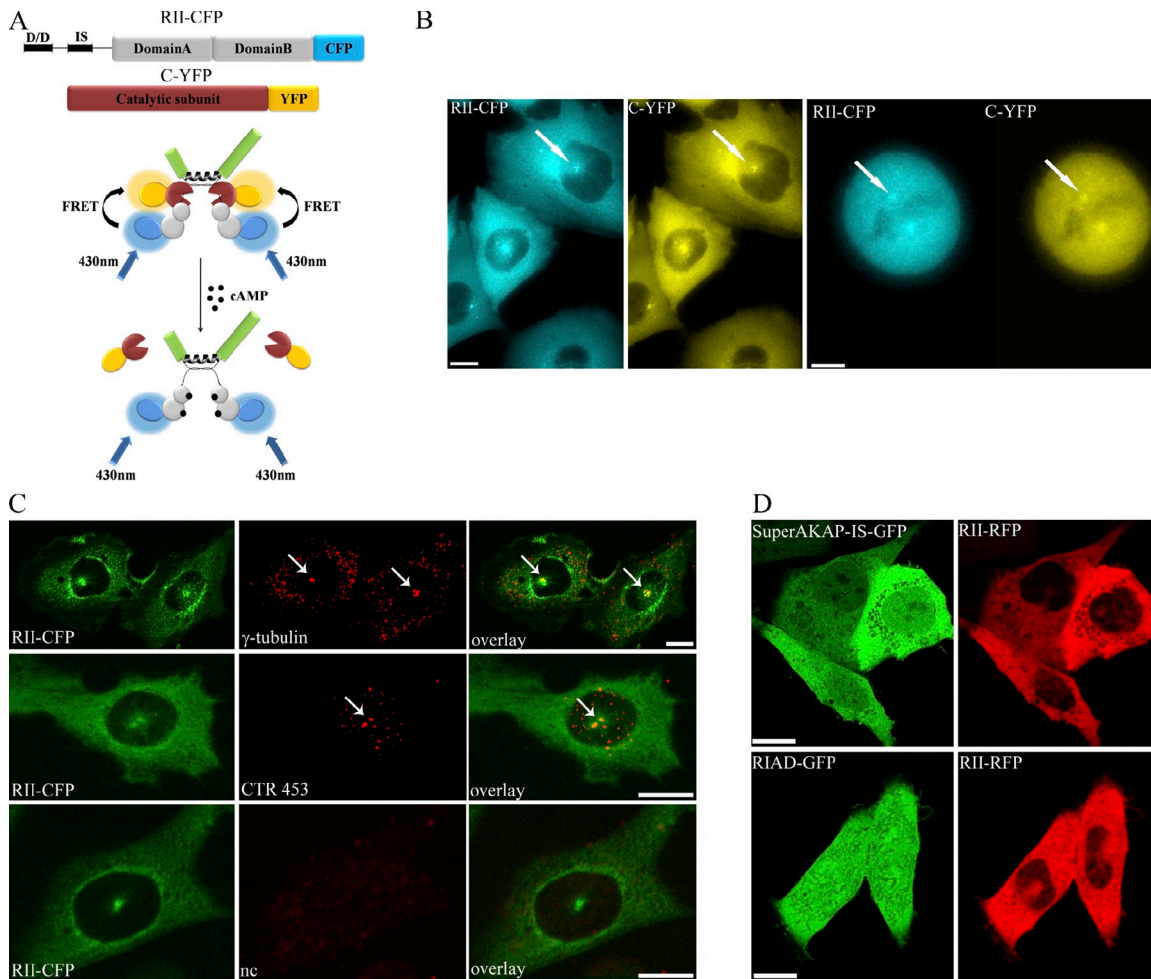 A
RII-CFP
D/D IS DomainA DomainB CFP
C-YFP
Catalytic subunit YFP
FRET FRET
430nm 430nm
cAMP
430nm 430nm
B
RII-CFP C-YFP RII-CFP C-YFP
C
RII-CFP γ-tubulin overlay
RII-CFP CTR 453 overlay
RII-CFP nc overlay
D
SuperAKAP-IS-GFP RII-RFP
RIAD-GFP RII-RFP